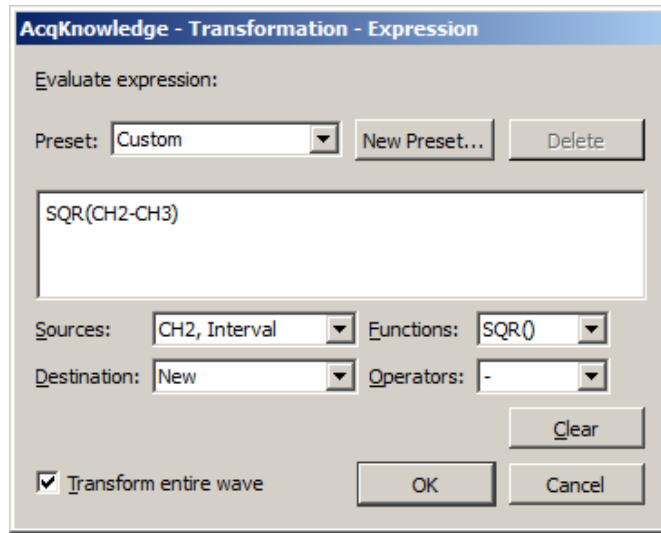 AcqKnowledge - Transformation - Expression
Evaluate expression:
Preset: Custom New Preset... Delete
SQR(CH2-CH3)
Sources: CH2, Interval Functions: SQR()
Destination: New Operators: -
Clear
Transform entire wave OK Cancel